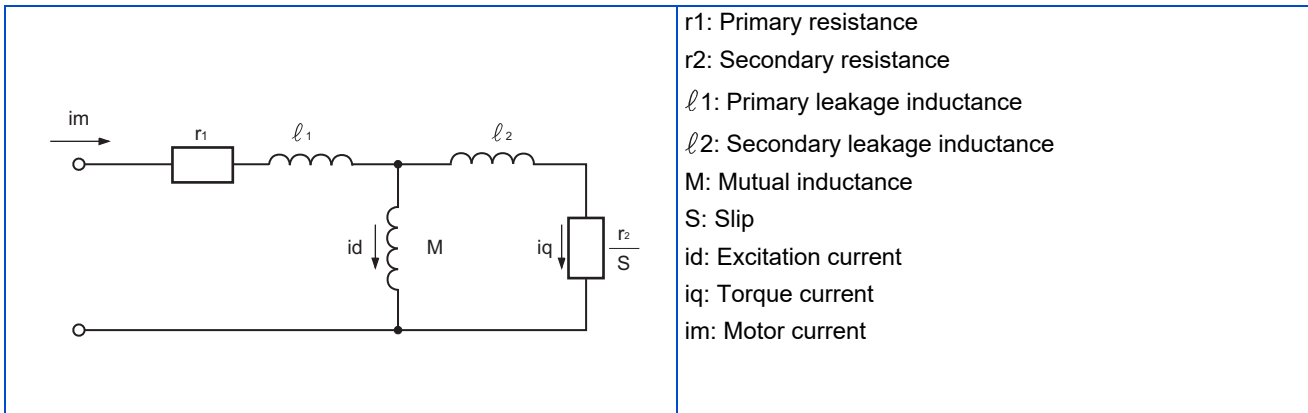 im
r1
ℓ1
ℓ2
id
M
iq
r2
S
r1: Primary resistance
r2: Secondary resistance
ℓ1: Primary leakage inductance
ℓ2: Secondary leakage inductance
M: Mutual inductance
S: Slip
id: Excitation current
iq: Torque current
im: Motor current